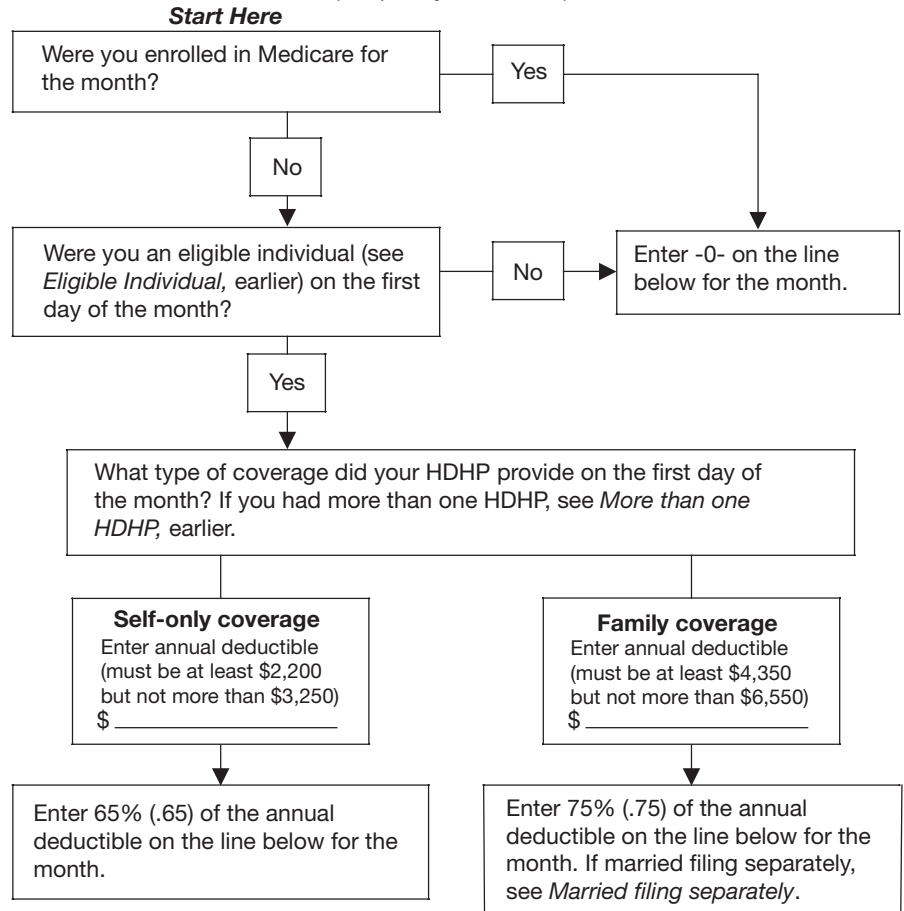 Start Here
Were you enrolled in Medicare for
the month?
Yes
No
Were you an eligible individual (see
Eligible Individual, earlier) on the first
day of the month?
No
Enter -0- on the line
below for the month.
Yes
What type of coverage did your HDHP provide on the first day of
the month? If you had more than one HDHP, see More than one
HDHP, earlier.
Self-only coverage
Enter annual deductible
(must be at least $2,200
but not more than $3,250)
$
Family coverage
Enter annual deductible
(must be at least $4,350
but not more than $6,550)
$
Enter 65% (.65) of the annual
deductible on the line below for the
month.
Enter 75% (.75) of the annual
deductible on the line below for the
month. If married filing separately,
see Married filing separately.